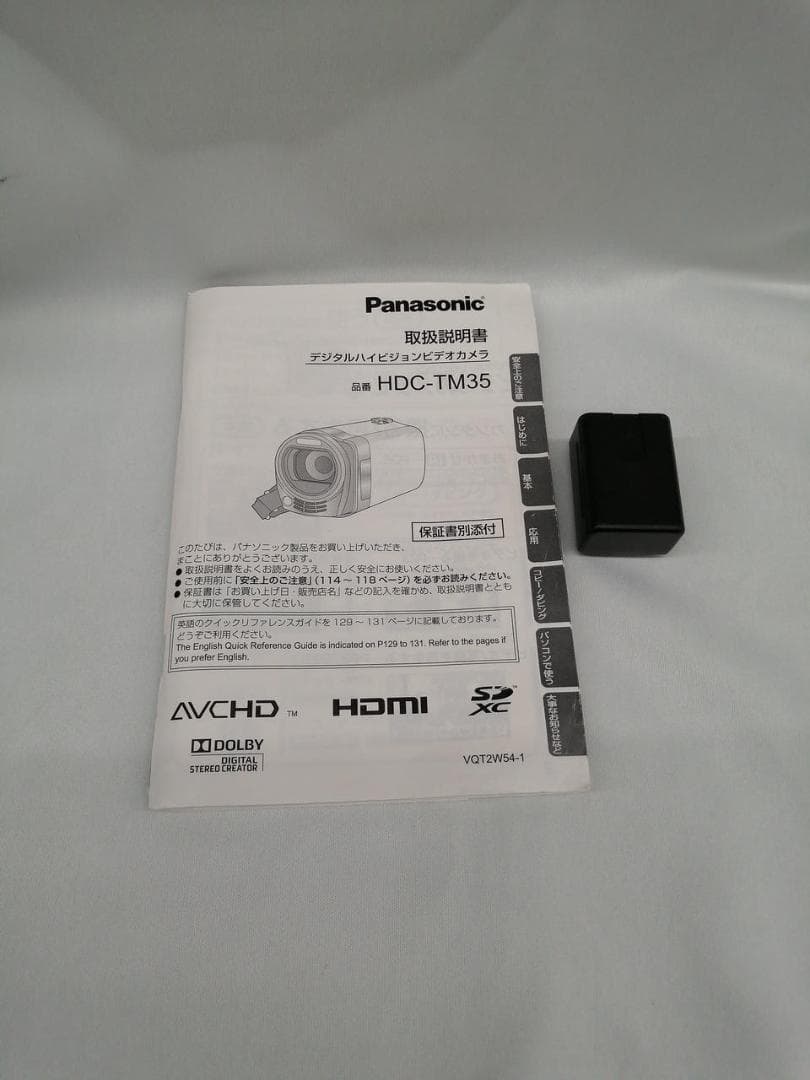 Panasonic
取扱説明書
デジタルハイビジョンビデオカメラ
品番 HDC-TM35
保証書別添付
このたびは、パナソニック製品をお買い上げいただき、
まことにありがとうございます。
● 取扱説明書をよくお読みのうえ、正しく安全にお使いください。
● ご使用前に「安全上のご注意」(114～118ページ)を必ずお読みください。
● 保証書は「お買い上げ日・販売店名」などの記入を確かめ、取扱説明書ととも
に大切に保管してください。
英語のクイックリファレンスガイドを129～131ページに記載しております。
どうぞご利用ください。
The English Quick Reference Guide is indicated on P129 to 131. Refer to the pages if
you prefer English.
AVCHD TM
HDMI
SD XC TM
DOLBY
DIGITAL
STEREO CREATOR
VQT2W54-1
安全上のご注意
はじめに
基本
応用
コピー/ダビング
パソコンで使う
大事なお知らせなど